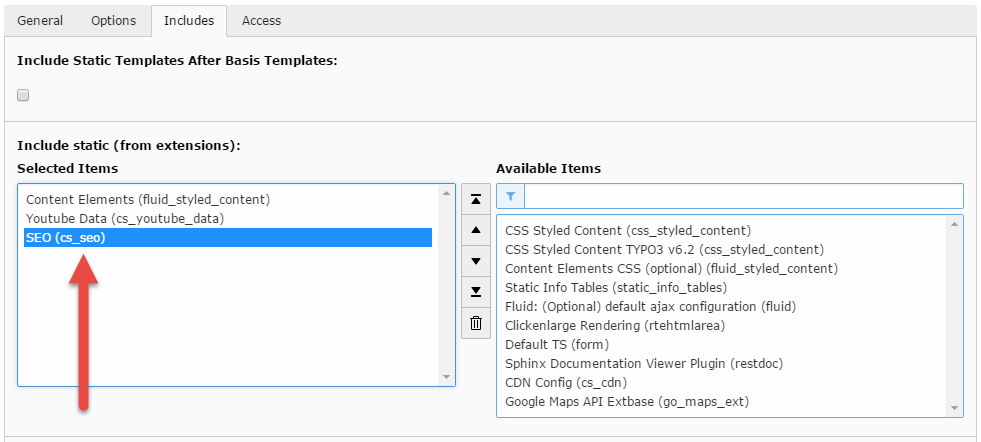 General Options Includes Access
Include Static Templates After Basis Templates:
Include static (from extensions):
Selected Items
Content Elements (fluid_styled_content)
Youtube Data (cs_youtube_data)
SEO (cs_seo)
Available Items
CSS Styled Content (css_styled_content)
CSS Styled Content TYPO3 v6.2 (css_styled_content)
Content Elements CSS (optional) (fluid_styled_content)
Static Info Tables (static_info_tables)
Fluid: (Optional) default ajax configuration (fluid)
Clickenlarge Rendering (rtehtmlarea)
Default TS (form)
Sphinx Documentation Viewer Plugin (restdoc)
CDN Config (cs_cdn)
Google Maps API Extbase (go_maps_ext)